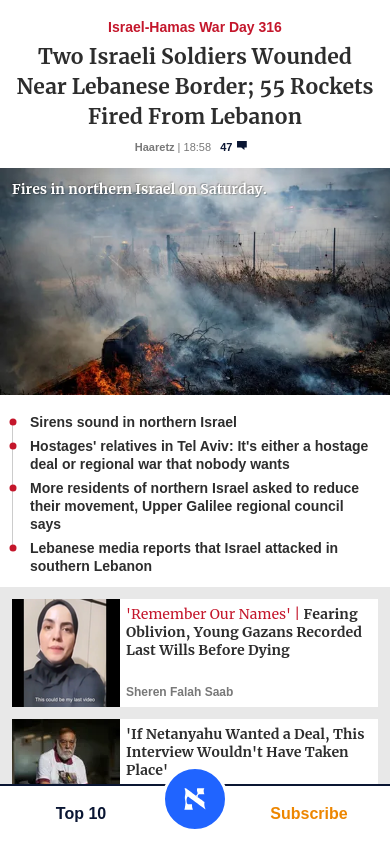 Israel-Hamas War Day 316
Two Israeli Soldiers Wounded
Near Lebanese Border; 55 Rockets
Fired From Lebanon
Haaretz | 18:58 47
Fires in northern Israel on Saturday.
Sirens sound in northern Israel
Hostages' relatives in Tel Aviv: It's either a hostage
deal or regional war that nobody wants
More residents of northern Israel asked to reduce
their movement, Upper Galilee regional council
says
Lebanese media reports that Israel attacked in
southern Lebanon
'Remember Our Names' | Fearing
Oblivion, Young Gazans Recorded
Last Wills Before Dying
This could be my last video
Sheren Falah Saab
'If Netanyahu Wanted a Deal, This
Interview Wouldn't Have Taken
Place'
Top 10
א
Subscribe